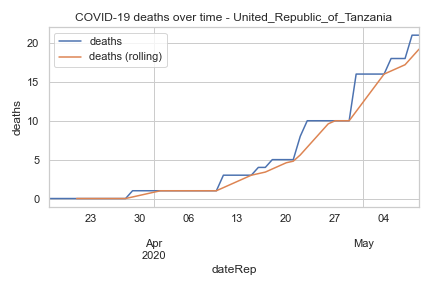 COVID-19 deaths over time - United_Republic_of_Tanzania
deaths
deaths (rolling)
deaths
20
15
10
5
0
23 30 06 13 20 27 04
Apr May
2020
dateRep